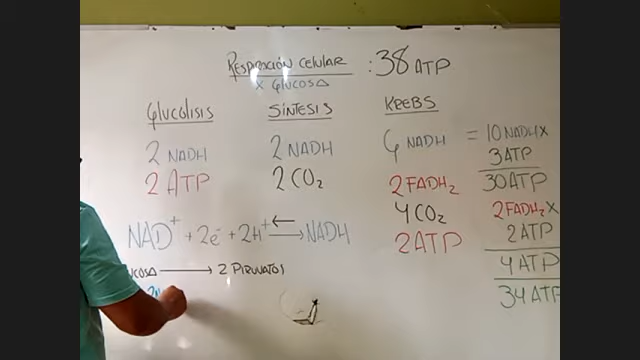 RESPIRACIÓN CELULAR : 38 ATP
X GLUCOSA
GLUCÓLISIS
2 NADH
2 ATP
SÍNTESIS
2 NADH
2 CO₂
KREBS
6 NADH
2 FADH₂
4 CO₂
2 ATP
= 10 NADH X
3 ATP
30 ATP
2 FADH₂ X
2 ATP
4 ATP
34 ATP
NAD⁺ + 2e⁻ + 2H⁺ ⇄ NADH
UCOSA → 2 PIRUVATOS